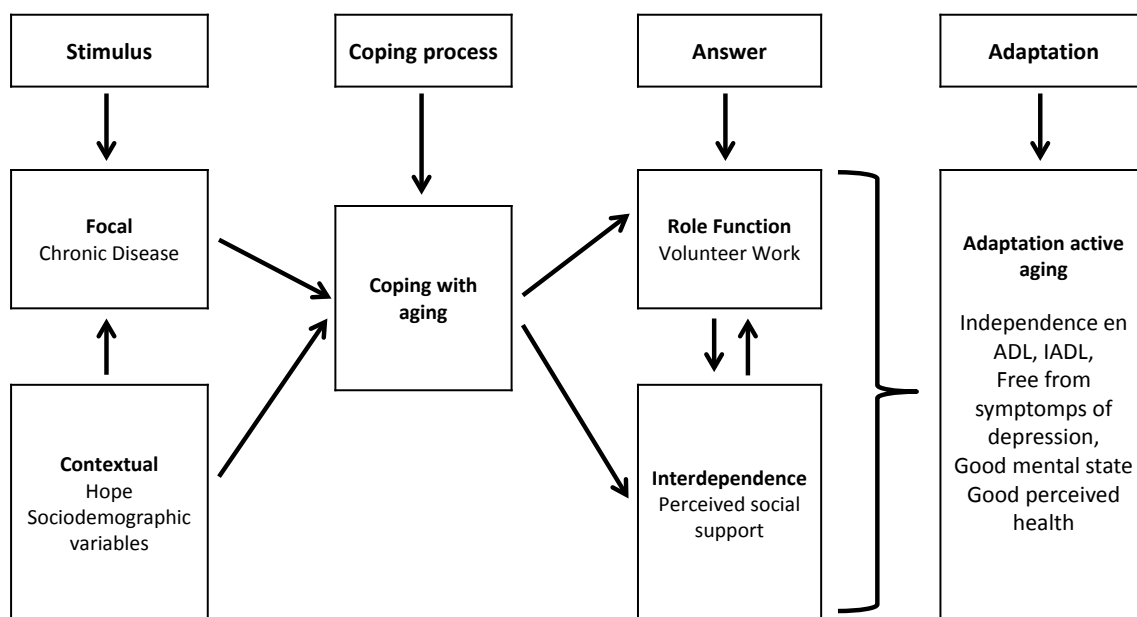 Stimulus
Coping process
Answer
Adaptation
Focal
Chronic Disease
Contextual
Hope
Sociodemographic
variables
Coping with
aging
Role Function
Volunteer Work
Interdependence
Perceived social
support
Adaptation active
aging
Independence en
ADL, IADL,
Free from
symptomps of
depression,
Good mental state
Good perceived
health